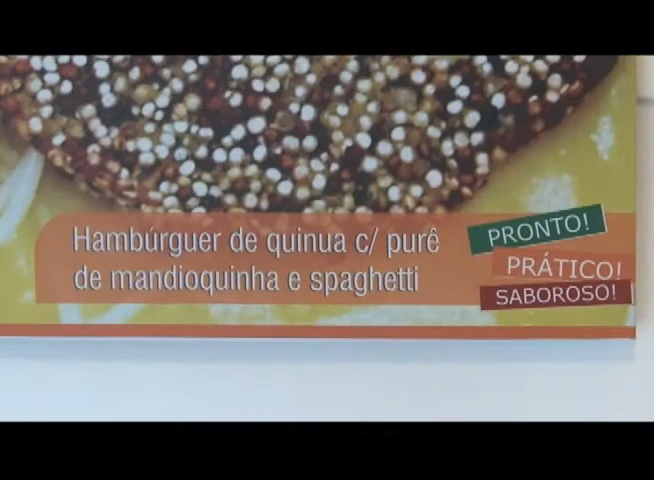 Hambúrguer de quinua c/ purê
de mandioquinha e spaghetti
PRONTO!
PRÁTICO!
SABOROSO!